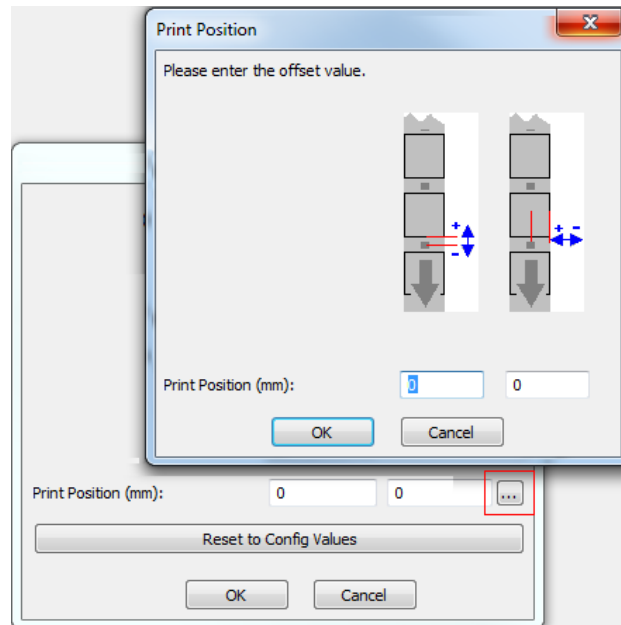 Print Position
Please enter the offset value.
+
-
+ -
Print Position (mm): 0 0
OK Cancel
Print Position (mm): 0 0 ...
Reset to Config Values
OK Cancel